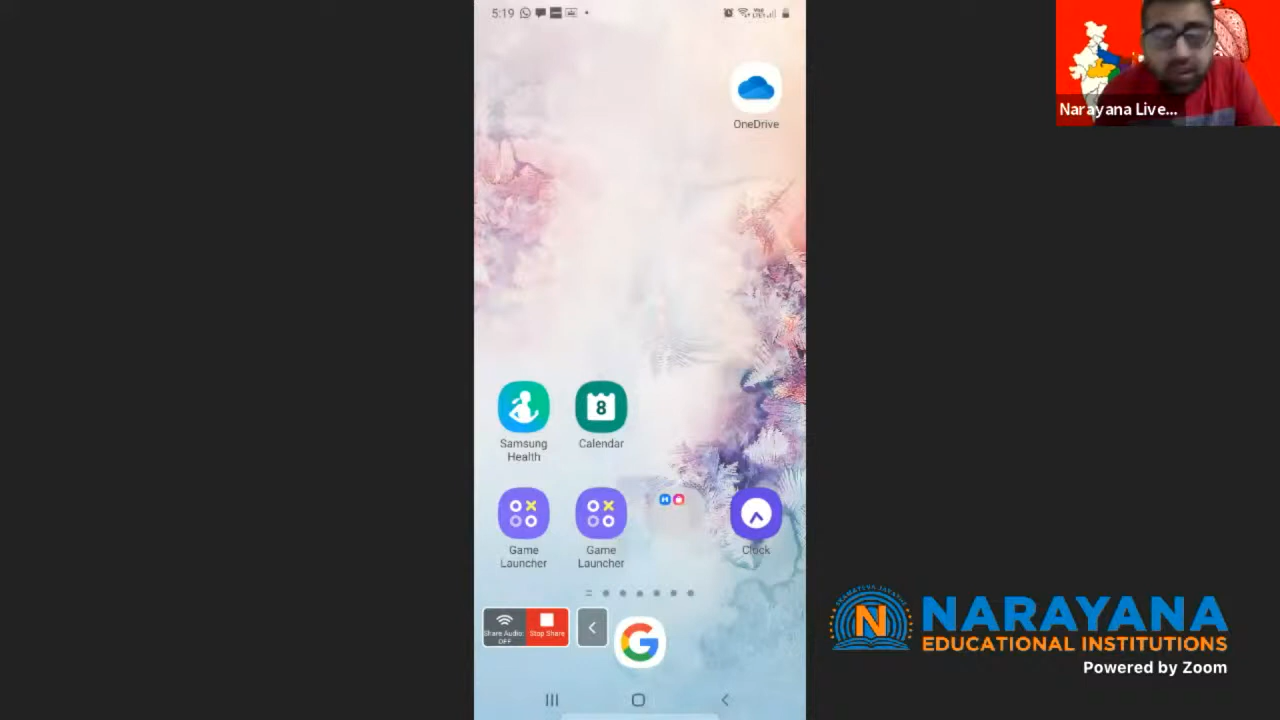 5:19
OneDrive
Narayana Live...
8
Samsung
Health
Calendar
Game
Launcher
Game
Launcher
Clock
Share Audio:
OFF
Stop Share
G
N
NARAYANA
EDUCATIONAL INSTITUTIONS
Powered by Zoom